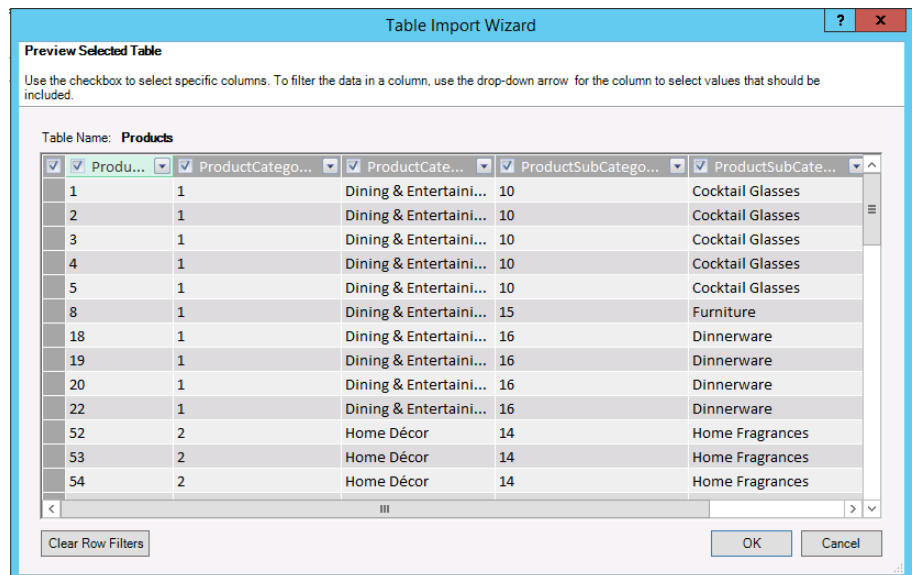 Table Import Wizard
? x
Preview Selected Table
Use the checkbox to select specific columns. To filter the data in a column, use the drop-down arrow for the column to select values that should be
included.
Table Name: Products
Produ... ProductCatego... ProductCate... ProductSubCatego... ProductSubCate...
1 1 Dining & Entertaini... 10 Cocktail Glasses
2 1 Dining & Entertaini... 10 Cocktail Glasses
3 1 Dining & Entertaini... 10 Cocktail Glasses
4 1 Dining & Entertaini... 10 Cocktail Glasses
5 1 Dining & Entertaini... 10 Cocktail Glasses
8 1 Dining & Entertaini... 15 Furniture
18 1 Dining & Entertaini... 16 Dinnerware
19 1 Dining & Entertaini... 16 Dinnerware
20 1 Dining & Entertaini... 16 Dinnerware
22 1 Dining & Entertaini... 16 Dinnerware
52 2 Home Décor 14 Home Fragrances
53 2 Home Décor 14 Home Fragrances
54 2 Home Décor 14 Home Fragrances
Clear Row Filters OK Cancel